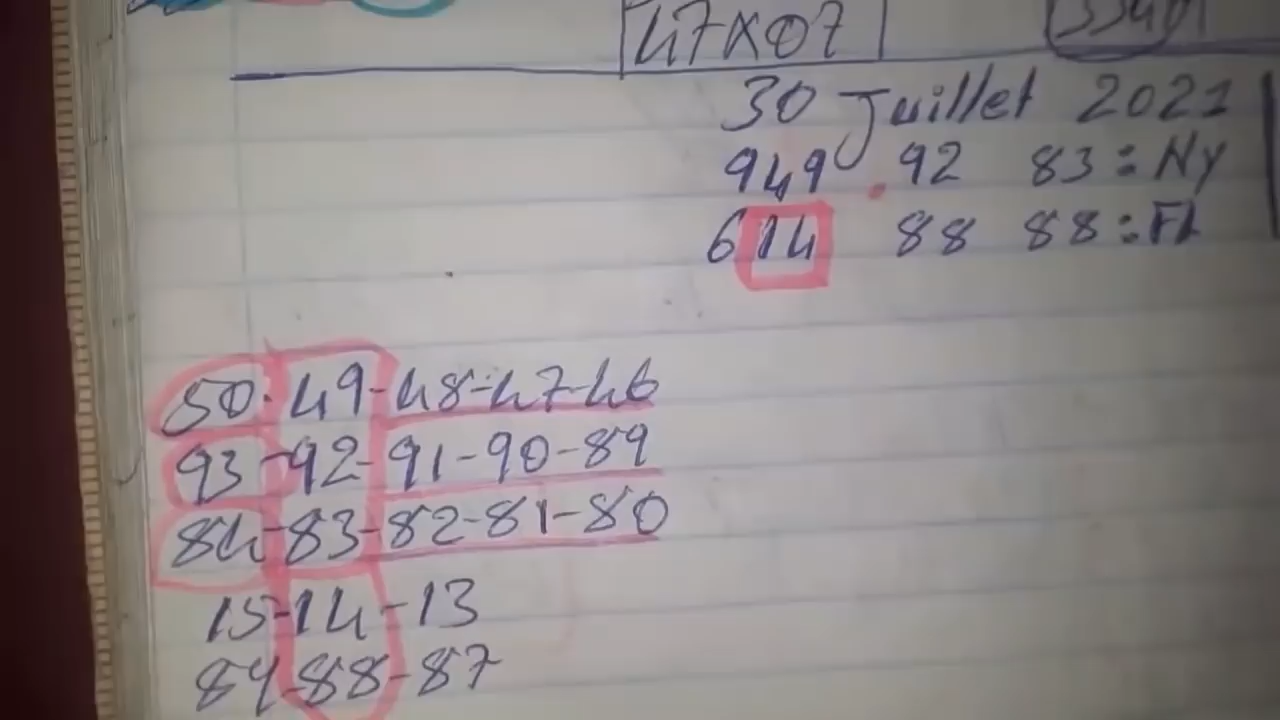 47X07
30 Juillet 2021
949 . 92 83 : NY
614 88 88 : FL
50 . 49 - 48 - 47 - 46
93 - 92 - 91 - 90 - 89
84 - 83 - 82 - 81 - 80
15 - 14 - 13
89 - 88 - 87